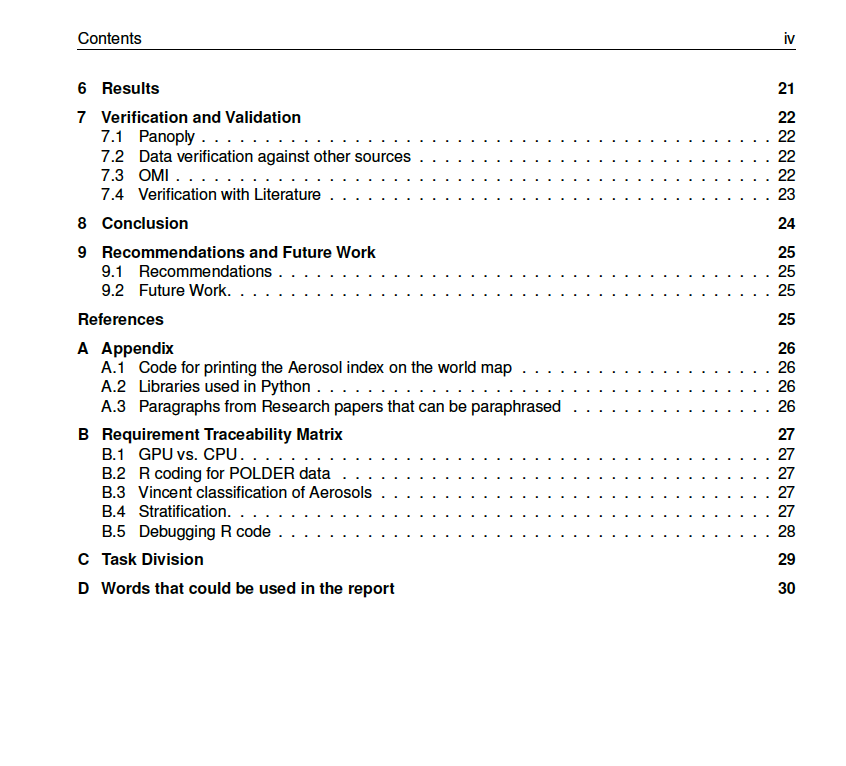 Contents iv
6 Results 21
7 Verification and Validation 22
7.1 Panoply . . . . . . . . . . . . . . . . . . . . . . . . . . . . . . . . . . . . . . . . . . . . . 22
7.2 Data verification against other sources . . . . . . . . . . . . . . . . . . . . . . . . . . . . 22
7.3 OMI . . . . . . . . . . . . . . . . . . . . . . . . . . . . . . . . . . . . . . . . . . . . . . . 22
7.4 Verification with Literature . . . . . . . . . . . . . . . . . . . . . . . . . . . . . . . . . . . 23
8 Conclusion 24
9 Recommendations and Future Work 25
9.1 Recommendations . . . . . . . . . . . . . . . . . . . . . . . . . . . . . . . . . . . . . . . 25
9.2 Future Work. . . . . . . . . . . . . . . . . . . . . . . . . . . . . . . . . . . . . . . . . . . 25
References 25
A Appendix 26
A.1 Code for printing the Aerosol index on the world map . . . . . . . . . . . . . . . . . . . . 26
A.2 Libraries used in Python . . . . . . . . . . . . . . . . . . . . . . . . . . . . . . . . . . . . 26
A.3 Paragraphs from Research papers that can be paraphrased . . . . . . . . . . . . . . . . 26
B Requirement Traceability Matrix 27
B.1 GPU vs. CPU. . . . . . . . . . . . . . . . . . . . . . . . . . . . . . . . . . . . . . . . . . 27
B.2 R coding for POLDER data . . . . . . . . . . . . . . . . . . . . . . . . . . . . . . . . . . 27
B.3 Vincent classification of Aerosols . . . . . . . . . . . . . . . . . . . . . . . . . . . . . . . 27
B.4 Stratification. . . . . . . . . . . . . . . . . . . . . . . . . . . . . . . . . . . . . . . . . . . 27
B.5 Debugging R code . . . . . . . . . . . . . . . . . . . . . . . . . . . . . . . . . . . . . . . 28
C Task Division 29
D Words that could be used in the report 30